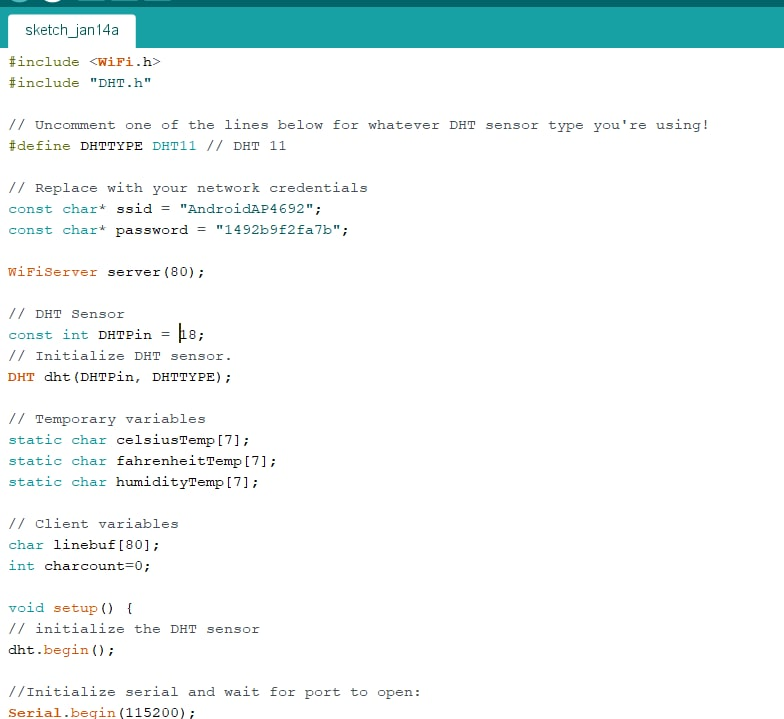 sketch_jan14a
#include <WiFi.h>
#include "DHT.h"
// Uncomment one of the lines below for whatever DHT sensor type you're using!
#define DHTTYPE DHT11 // DHT 11
// Replace with your network credentials
const char* ssid = "AndroidAP4692";
const char* password = "1492b9f2fa7b";
WiFiServer server(80);
// DHT Sensor
const int DHTPin = 18;
// Initialize DHT sensor.
DHT dht(DHTPin, DHTTYPE);
// Temporary variables
static char celsiusTemp[7];
static char fahrenheitTemp[7];
static char humidityTemp[7];
// Client variables
char linebuf[80];
int charcount=0;
void setup() {
// initialize the DHT sensor
dht.begin();
//Initialize serial and wait for port to open:
Serial.begin(115200);